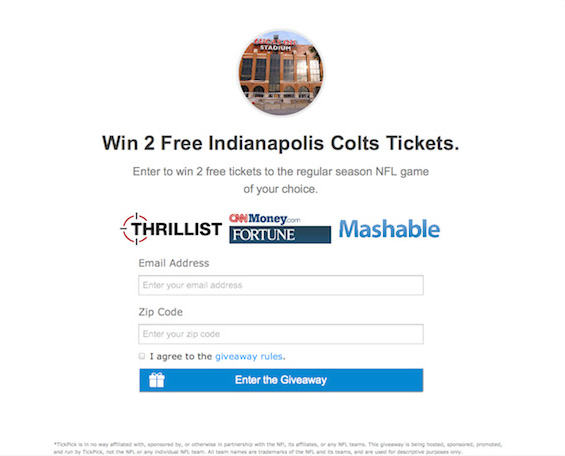 STADIUM
Win 2 Free Indianapolis Colts Tickets.
Enter to win 2 free tickets to the regular season NFL game
of your choice.
THRILLIST
CNN Money.com
FORTUNE
Mashable
Email Address
Enter your email address
Zip Code
Enter your zip code
I agree to the giveaway rules.
Enter the Giveaway
*TickPick is in no way affiliated with, sponsored by, or otherwise in partnership with the NFL, its affiliates, or any NFL teams. This giveaway is being hosted, sponsored, promoted,
and run by TickPick, not the NFL or any individual NFL team. All team names are trademarks of the NFL and its teams, and are used for descriptive purposes only.